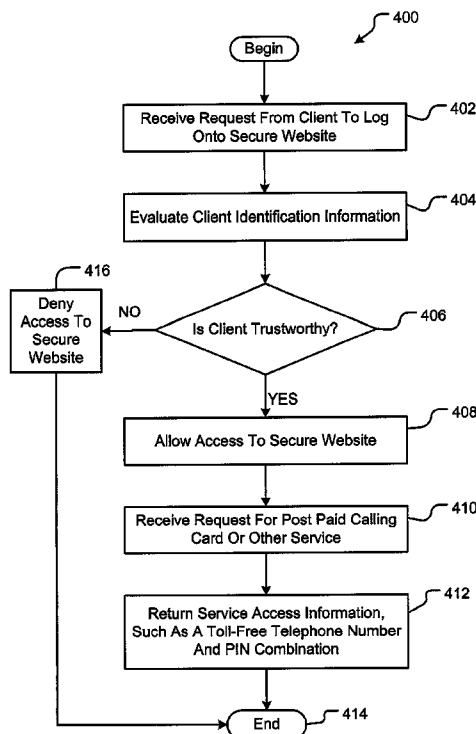 400
Begin
402
Receive Request From Client To Log
Onto Secure Website
404
Evaluate Client Identification Information
416
Deny
Access To
Secure
Website
NO
Is Client Trustworthy?
406
YES
408
Allow Access To Secure Website
410
Receive Request For Post Paid Calling
Card Or Other Service
412
Return Service Access Information,
Such As A Toll-Free Telephone Number
And PIN Combination
End
414